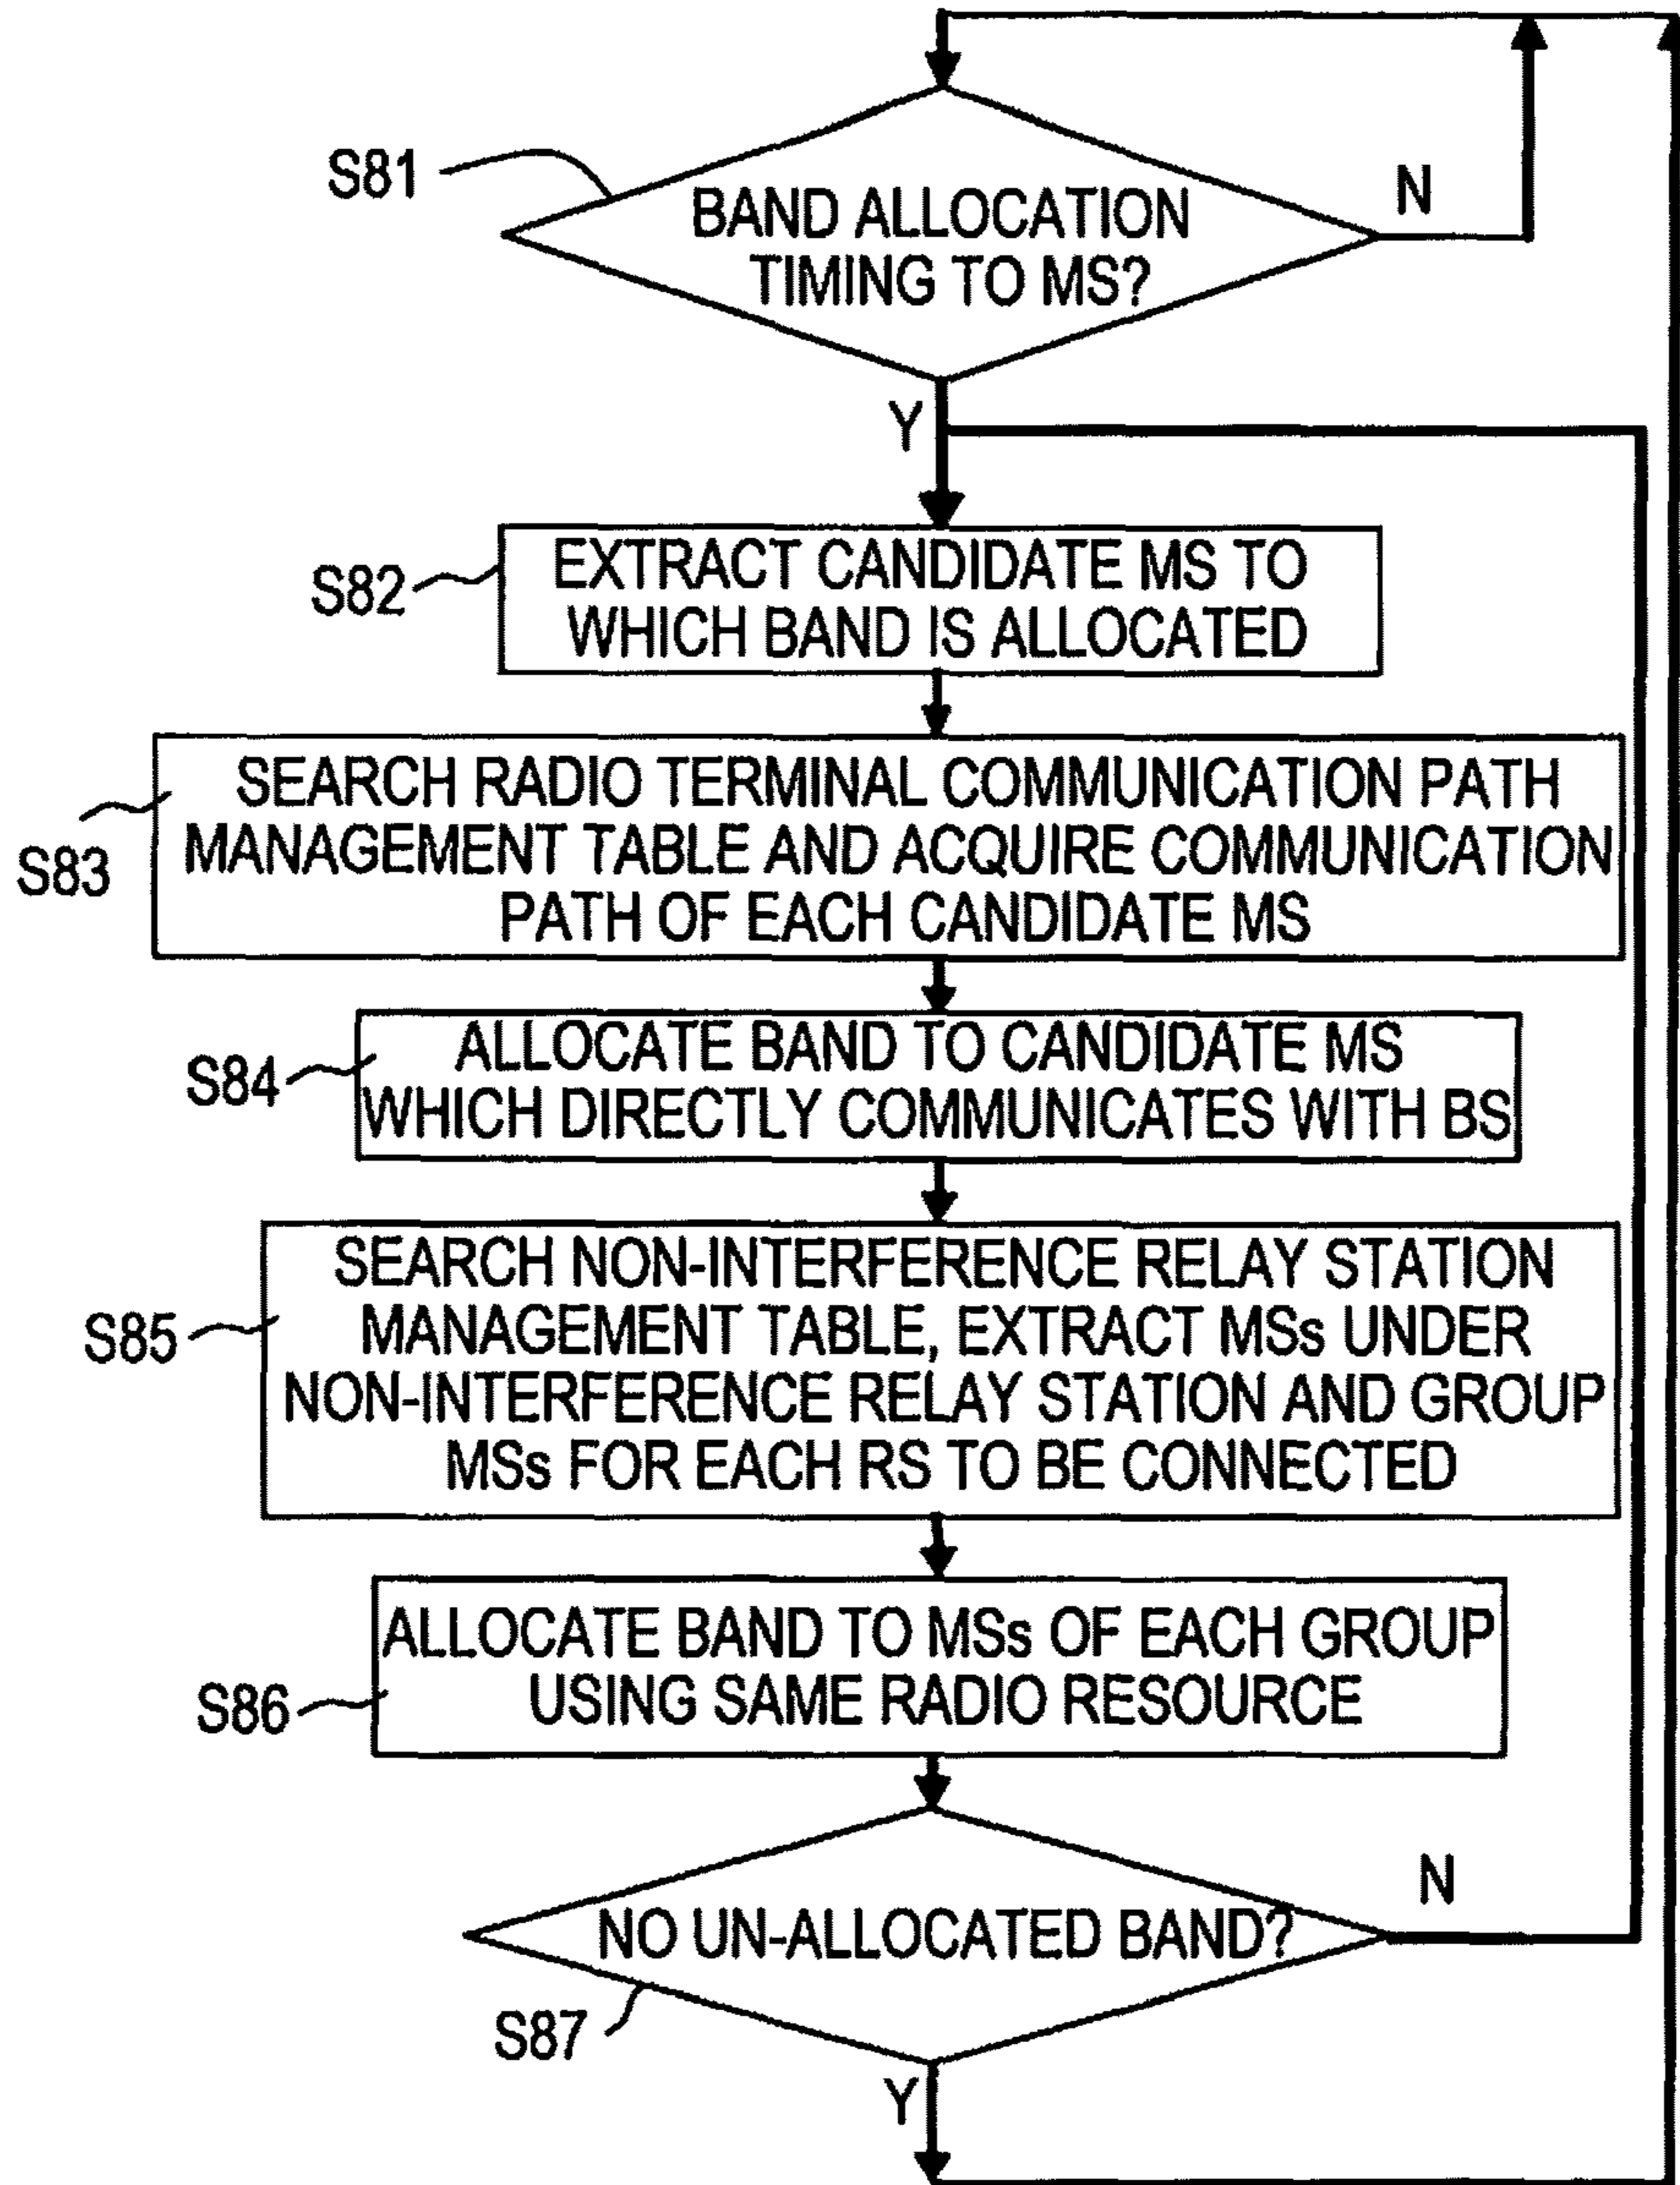 S81
BAND ALLOCATION
TIMING TO MS?
N
Y
S82
EXTRACT CANDIDATE MS TO
WHICH BAND IS ALLOCATED
S83
SEARCH RADIO TERMINAL COMMUNICATION PATH
MANAGEMENT TABLE AND ACQUIRE COMMUNICATION
PATH OF EACH CANDIDATE MS
S84
ALLOCATE BAND TO CANDIDATE MS
WHICH DIRECTLY COMMUNICATES WITH BS
S85
SEARCH NON-INTERFERENCE RELAY STATION
MANAGEMENT TABLE, EXTRACT MSs UNDER
NON-INTERFERENCE RELAY STATION AND GROUP
MSs FOR EACH RS TO BE CONNECTED
S86
ALLOCATE BAND TO MSs OF EACH GROUP
USING SAME RADIO RESOURCE
N
NO UN-ALLOCATED BAND?
S87
Y